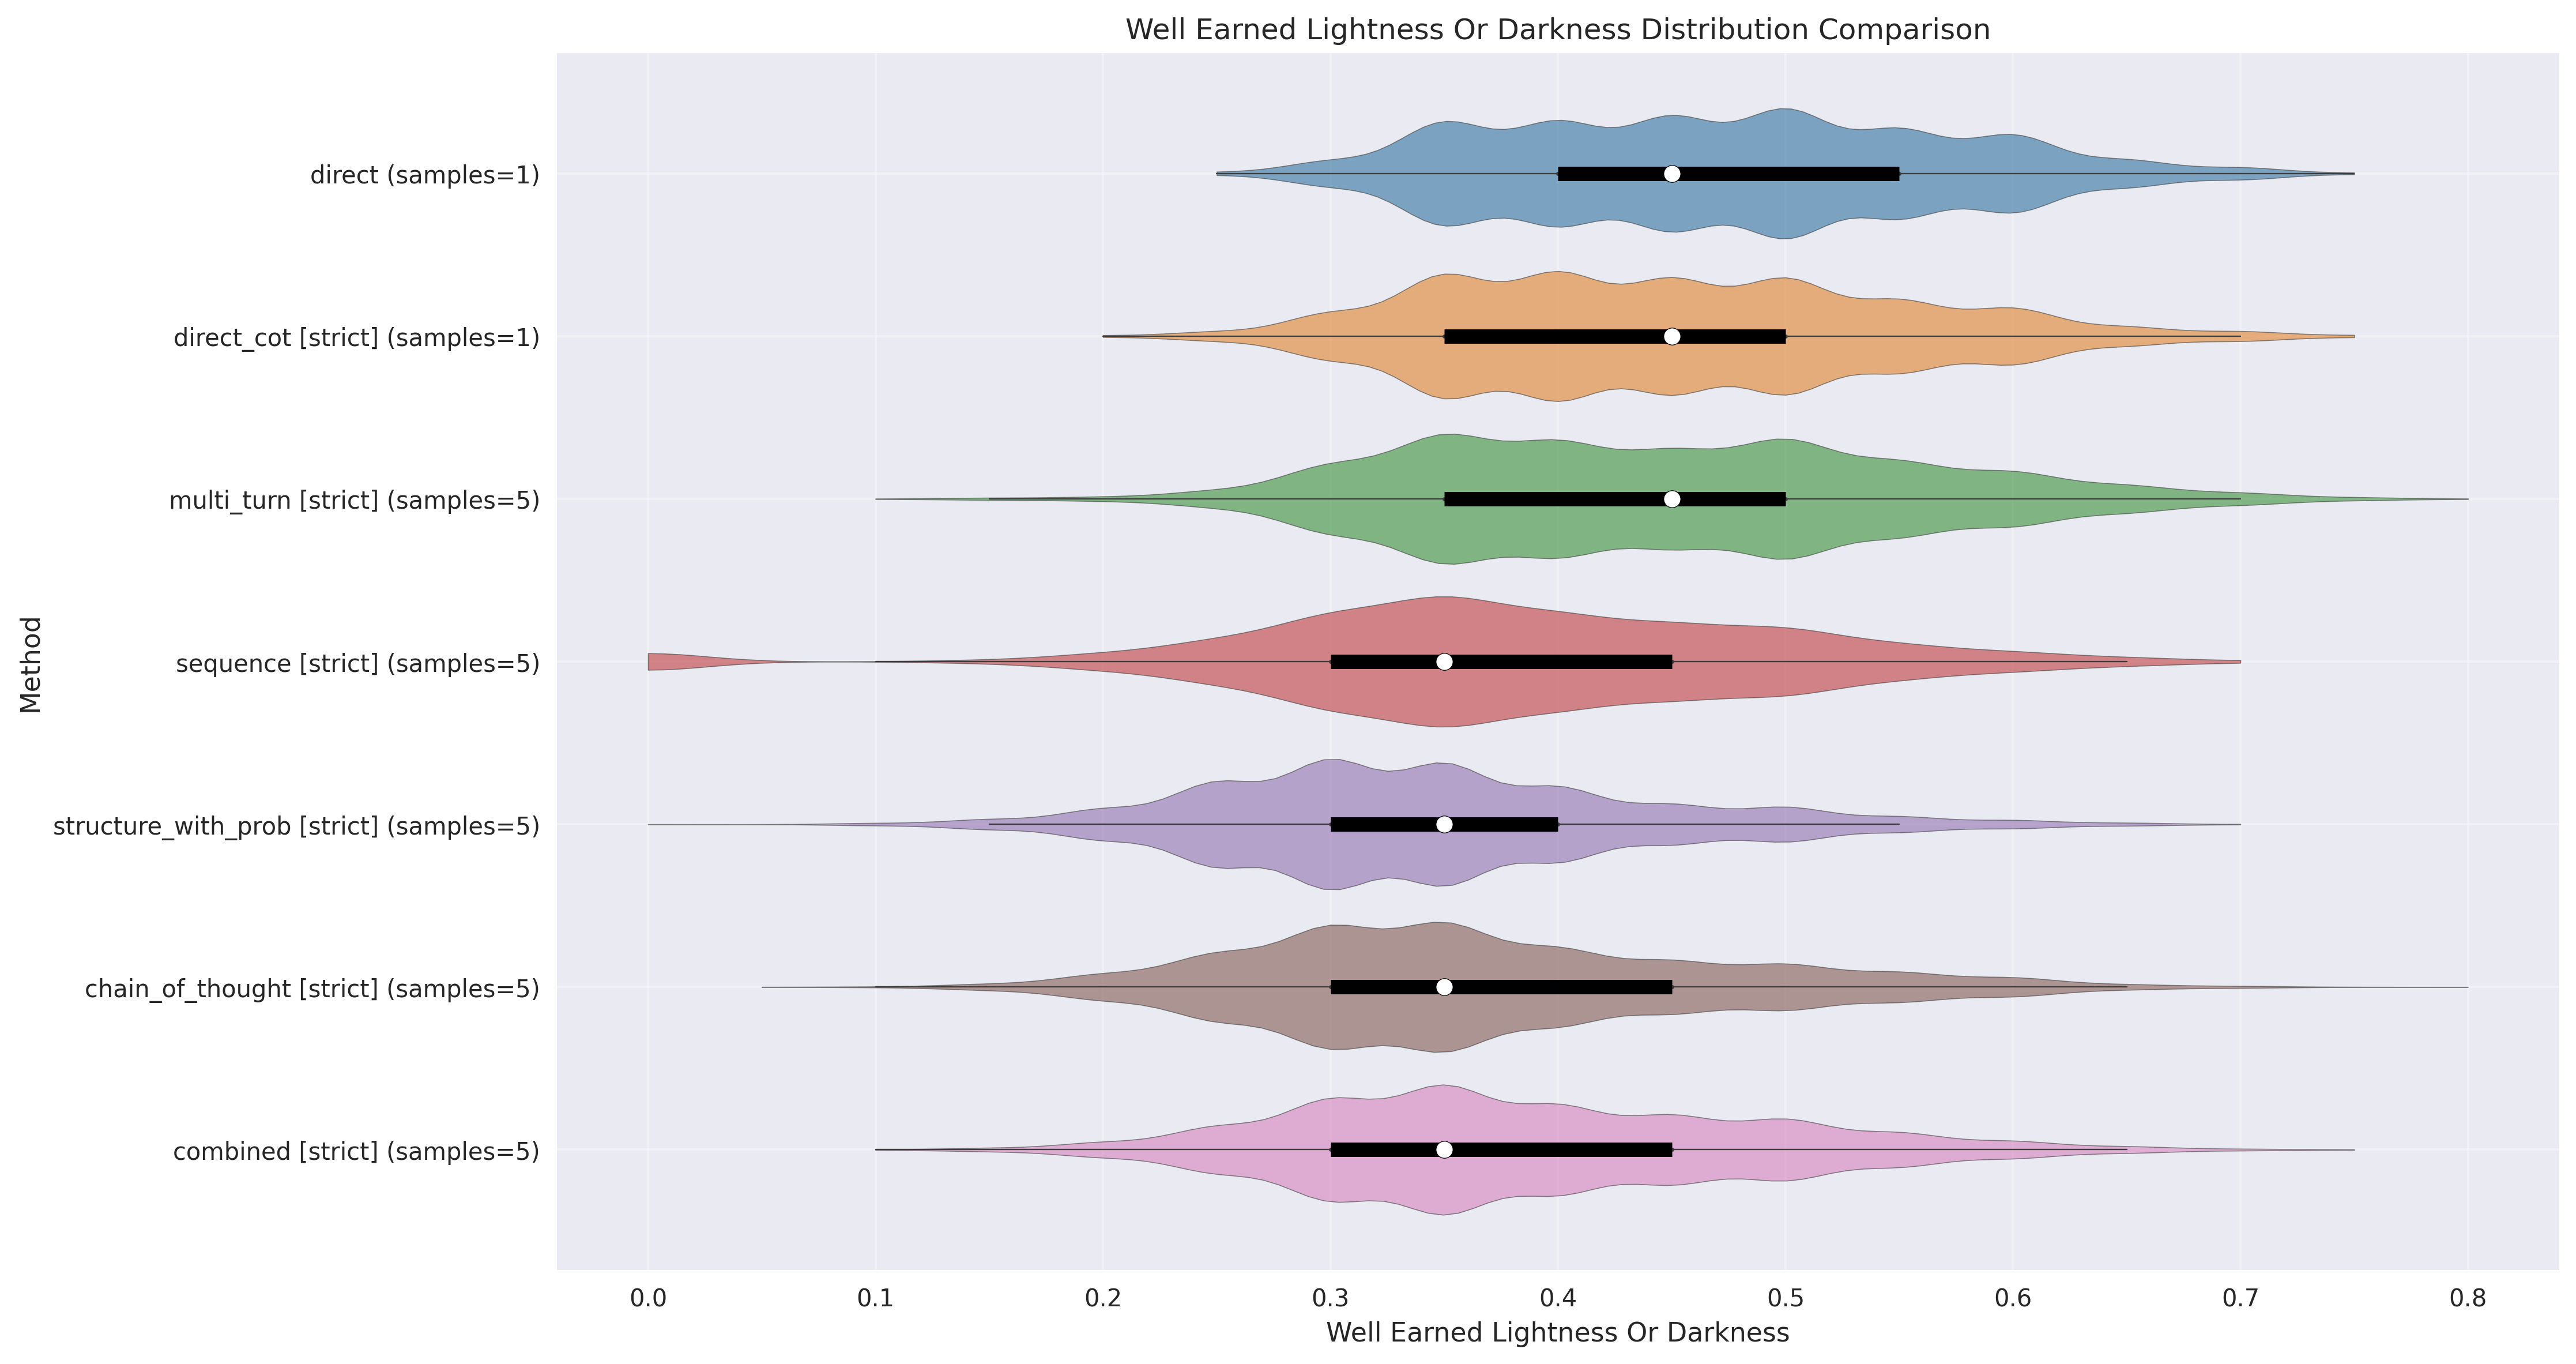 Well Earned Lightness Or Darkness Distribution Comparison
Method
direct (samples=1)
direct_cot [strict] (samples=1)
multi_turn [strict] (samples=5)
sequence [strict] (samples=5)
structure_with_prob [strict] (samples=5)
chain_of_thought [strict] (samples=5)
combined [strict] (samples=5)
0.0 0.1 0.2 0.3 0.4 0.5 0.6 0.7 0.8
Well Earned Lightness Or Darkness